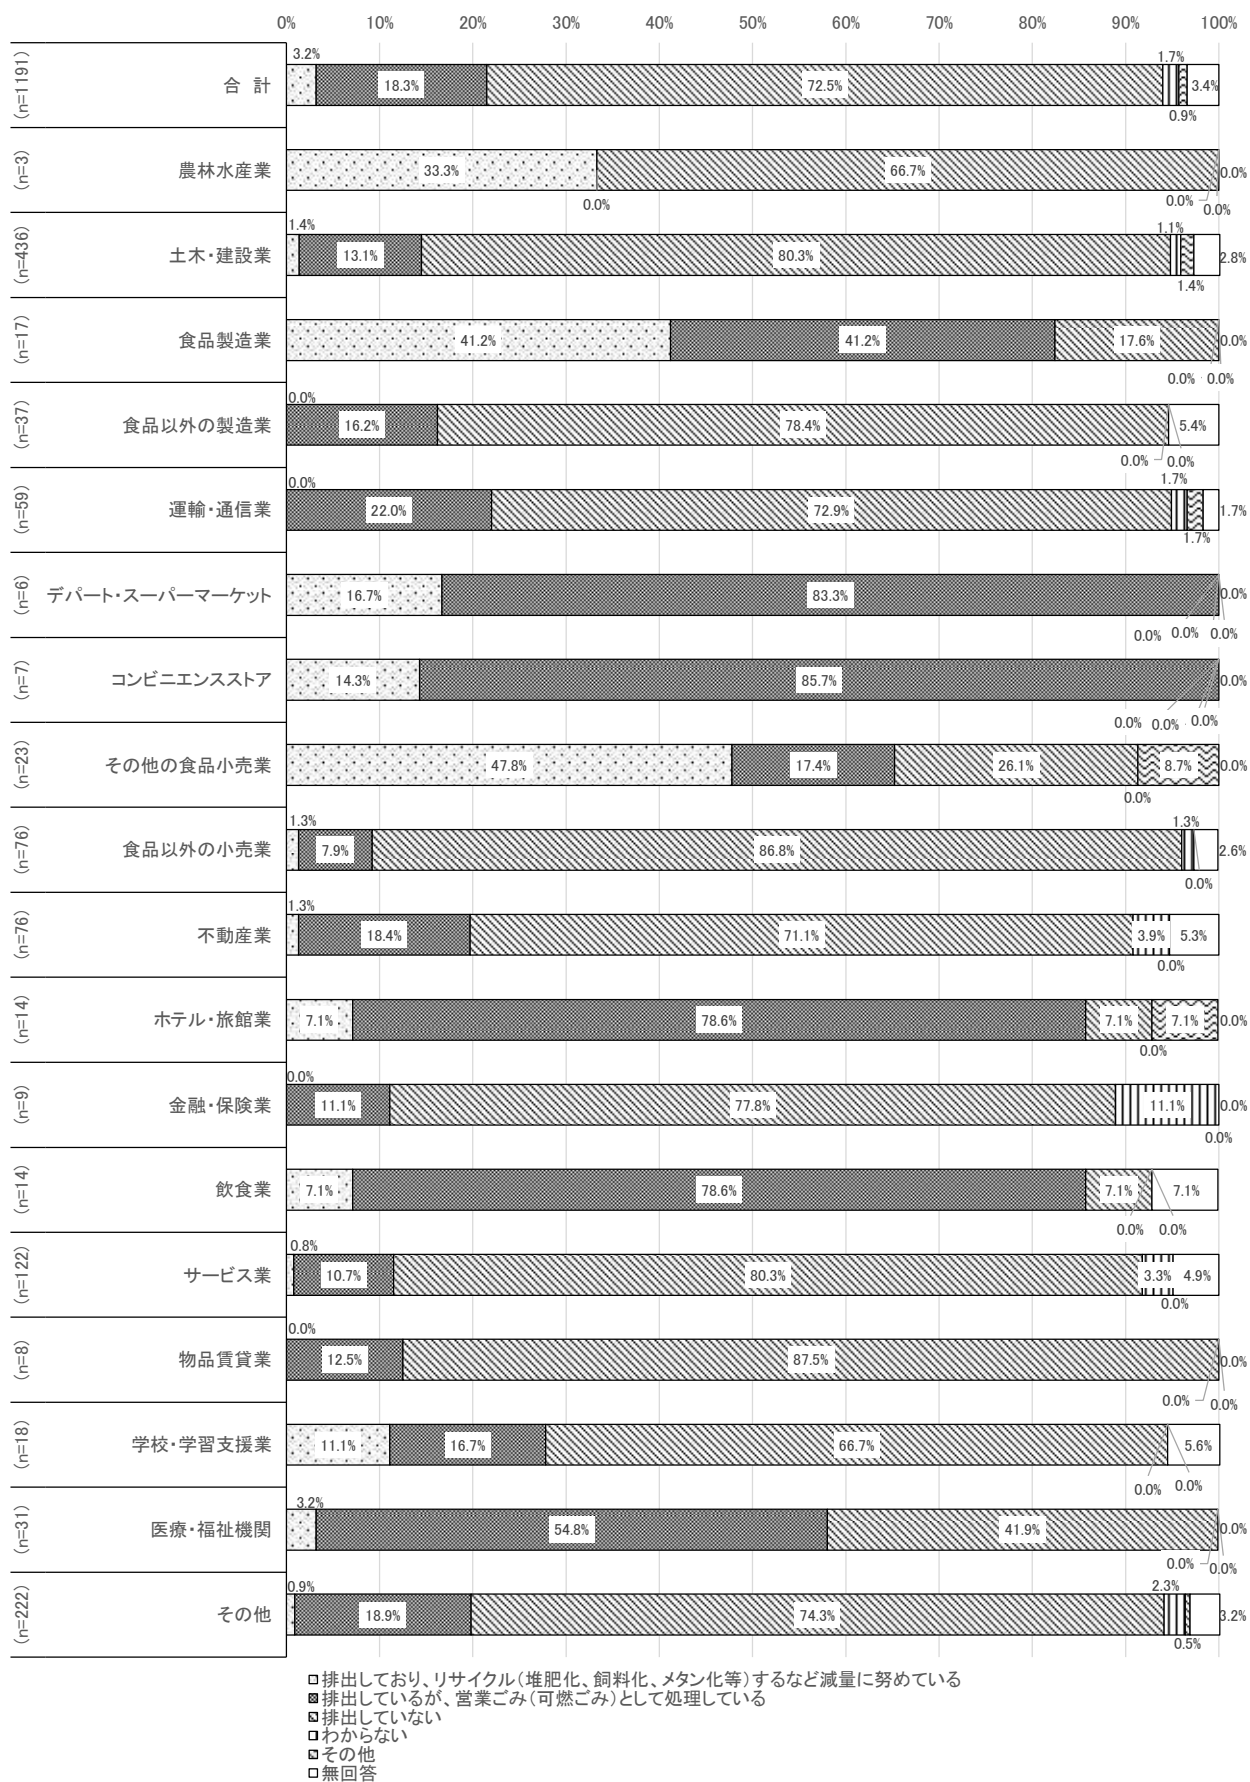 0% 10% 20% 30% 40% 50% 60% 70% 80% 90% 100%
(n=1191) 合 計 3.2% 18.3% 72.5% 1.7% 0.9% 3.4%
(n=3) 農林水産業 33.3% 0.0% 66.7% 0.0% 0.0% 0.0%
(n=436) 土木・建設業 1.4% 13.1% 80.3% 1.1% 1.4% 2.8%
(n=17) 食品製造業 41.2% 41.2% 17.6% 0.0% 0.0% 0.0%
(n=37) 食品以外の製造業 0.0% 16.2% 78.4% 0.0% 0.0% 5.4%
(n=59) 運輸・通信業 0.0% 22.0% 72.9% 1.7% 1.7% 1.7%
(n=6) デパート・スーパーマーケット 16.7% 83.3% 0.0% 0.0% 0.0% 0.0%
(n=7) コンビニエンスストア 14.3% 85.7% 0.0% 0.0% 0.0% 0.0%
(n=23) その他の食品小売業 47.8% 17.4% 26.1% 0.0% 8.7% 0.0%
(n=76) 食品以外の小売業 1.3% 7.9% 86.8% 1.3% 0.0% 2.6%
(n=76) 不動産業 1.3% 18.4% 71.1% 3.9% 0.0% 5.3%
(n=14) ホテル・旅館業 7.1% 78.6% 7.1% 0.0% 7.1% 0.0%
(n=9) 金融・保険業 0.0% 11.1% 77.8% 11.1% 0.0% 0.0%
(n=14) 飲食業 7.1% 78.6% 7.1% 0.0% 0.0% 7.1%
(n=122) サービス業 0.8% 10.7% 80.3% 3.3% 0.0% 4.9%
(n=8) 物品賃貸業 0.0% 12.5% 87.5% 0.0% 0.0% 0.0%
(n=18) 学校・学習支援業 11.1% 16.7% 66.7% 0.0% 0.0% 5.6%
(n=31) 医療・福祉機関 3.2% 54.8% 41.9% 0.0% 0.0% 0.0%
(n=222) その他 0.9% 18.9% 74.3% 2.3% 0.5% 3.2%
排出しており、リサイクル(堆肥化、飼料化、メタン化等)するなど減量に努めている
排出しているが、営業ごみ(可燃ごみ)として処理している
排出していない
わからない
その他
無回答